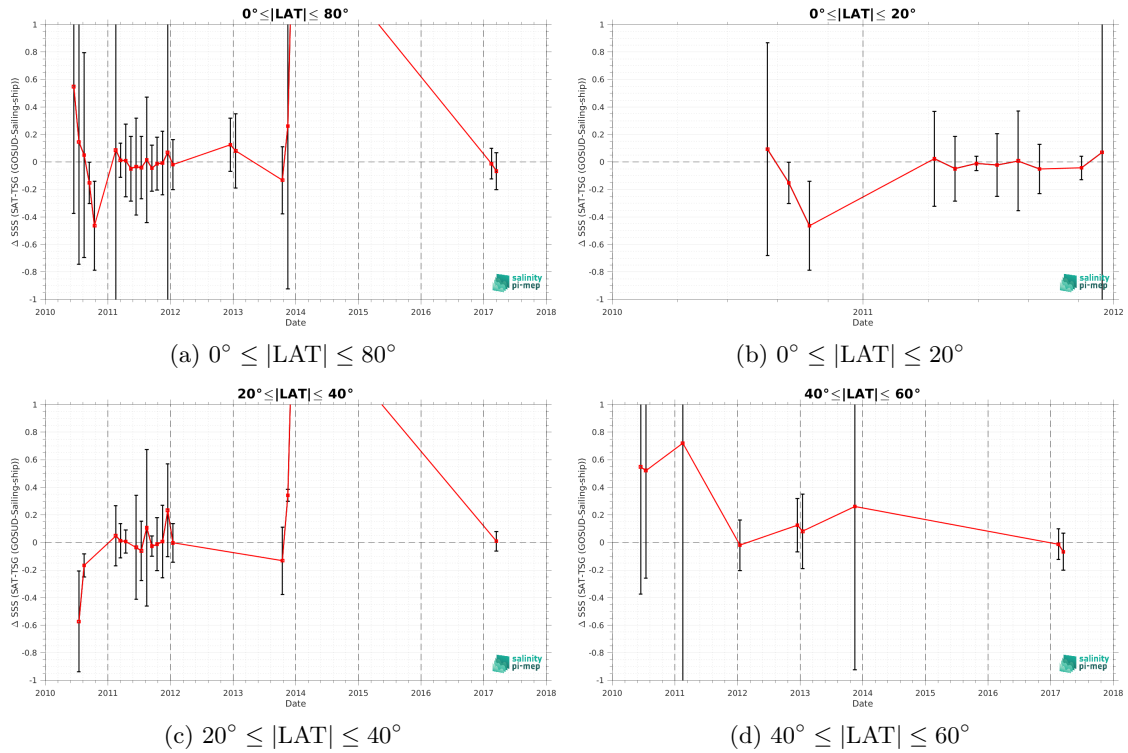 0°≤|LAT|≤ 80°
1
0.8
0.6
0.4
0.2
0
-0.2
-0.4
-0.6
-0.8
-1
Δ SSS (SAT-TSG (GOSUD-Sailing-ship))
2010 2011 2012 2013 2014 2015 2016 2017 2018
Date
salinity
pi-mep
(a) 0° ≤ |LAT| ≤ 80°
0°≤|LAT|≤ 20°
1
0.8
0.6
0.4
0.2
0
-0.2
-0.4
-0.6
-0.8
-1
Δ SSS (SAT-TSG (GOSUD-Sailing-ship))
2010 2011 2012
Date
salinity
pi-mep
(b) 0° ≤ |LAT| ≤ 20°
20°≤|LAT|≤ 40°
1
0.8
0.6
0.4
0.2
0
-0.2
-0.4
-0.6
-0.8
-1
Δ SSS (SAT-TSG (GOSUD-Sailing-ship))
2010 2011 2012 2013 2014 2015 2016 2017 2018
Date
salinity
pi-mep
(c) 20° ≤ |LAT| ≤ 40°
40°≤|LAT|≤ 60°
1
0.8
0.6
0.4
0.2
0
-0.2
-0.4
-0.6
-0.8
-1
Δ SSS (SAT-TSG (GOSUD-Sailing-ship))
2010 2011 2012 2013 2014 2015 2016 2017 2018
Date
salinity
pi-mep
(d) 40° ≤ |LAT| ≤ 60°